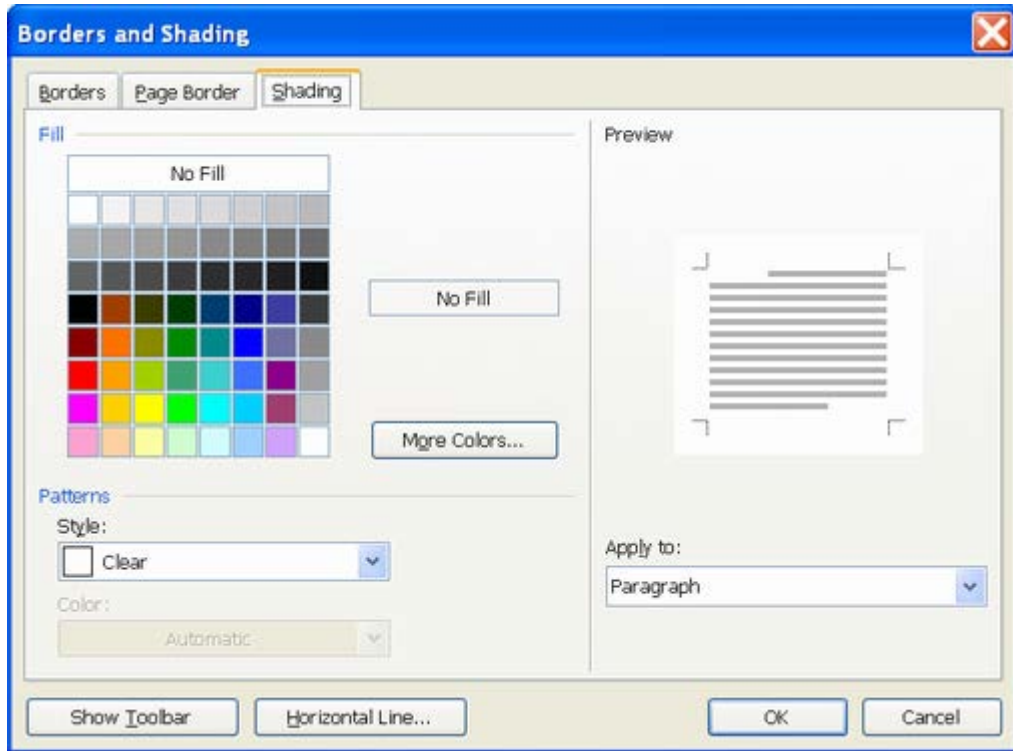 Borders and Shading
Borders Page Border Shading
Fill
No Fill
No Fill
More Colors...
Patterns
Style:
Clear
Color:
Automatic
Preview
Apply to:
Paragraph
Show Toolbar Horizontal Line... OK Cancel